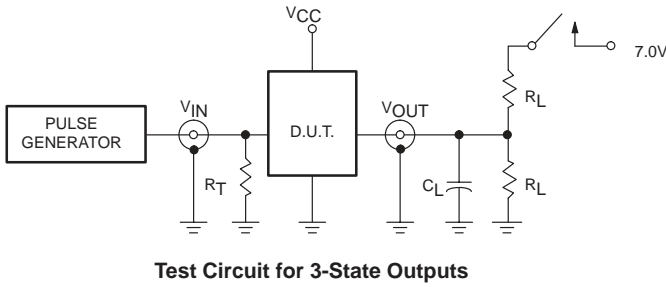 VCC
7.0V
RL
VIN
VOUT
PULSE
GENERATOR
D.U.T.
RT
CL
RL
Test Circuit for 3-State Outputs